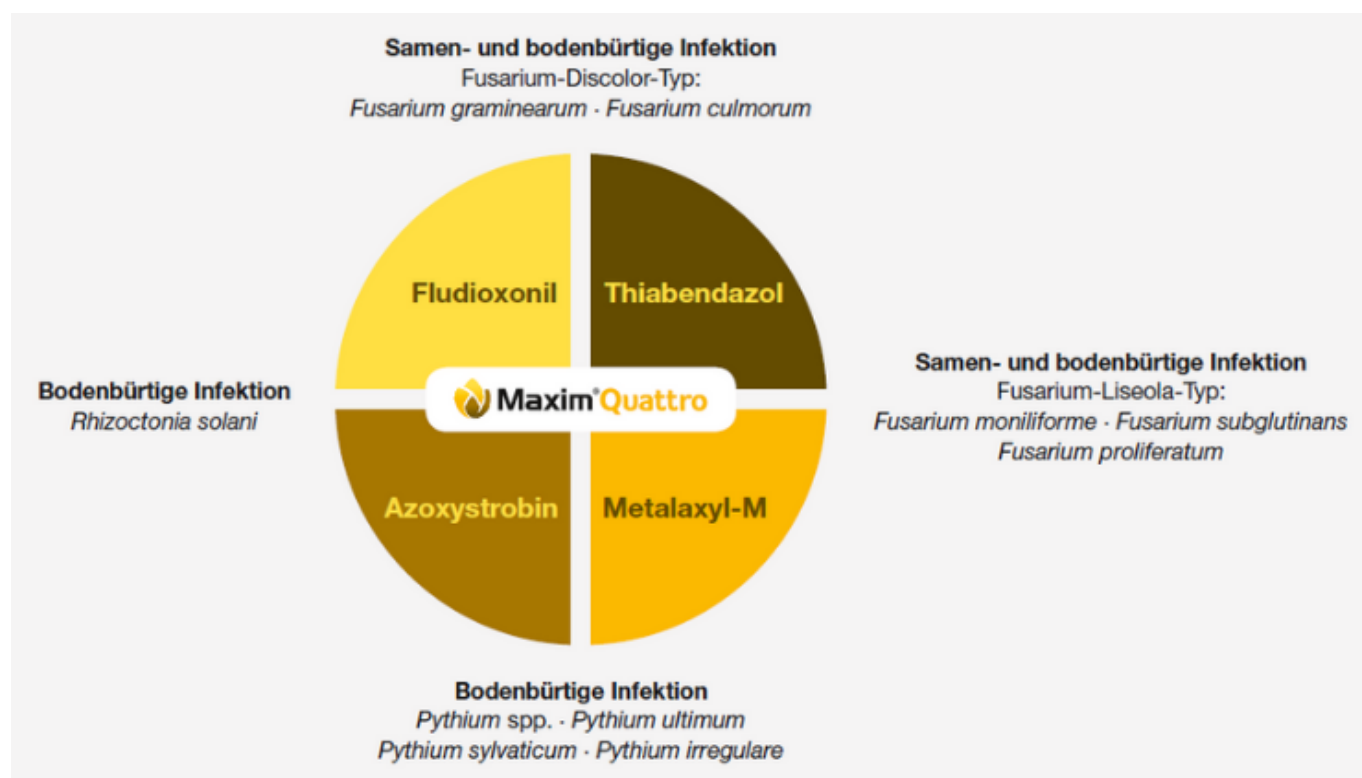 Samen- und bodenbürtige Infektion
Fusarium-Discolor-Typ:
Fusarium graminearum · Fusarium culmorum
Fludioxonil
Thiabendazol
Bodenbürtige Infektion
Rhizoctonia solani
Maxim® Quattro
Samen- und bodenbürtige Infektion
Fusarium-Liseola-Typ:
Fusarium moniliforme · Fusarium subglutinans
Fusarium proliferatum
Azoxystrobin
Metalaxyl-M
Bodenbürtige Infektion
Pythium spp. · Pythium ultimum
Pythium sylvaticum · Pythium irregulare